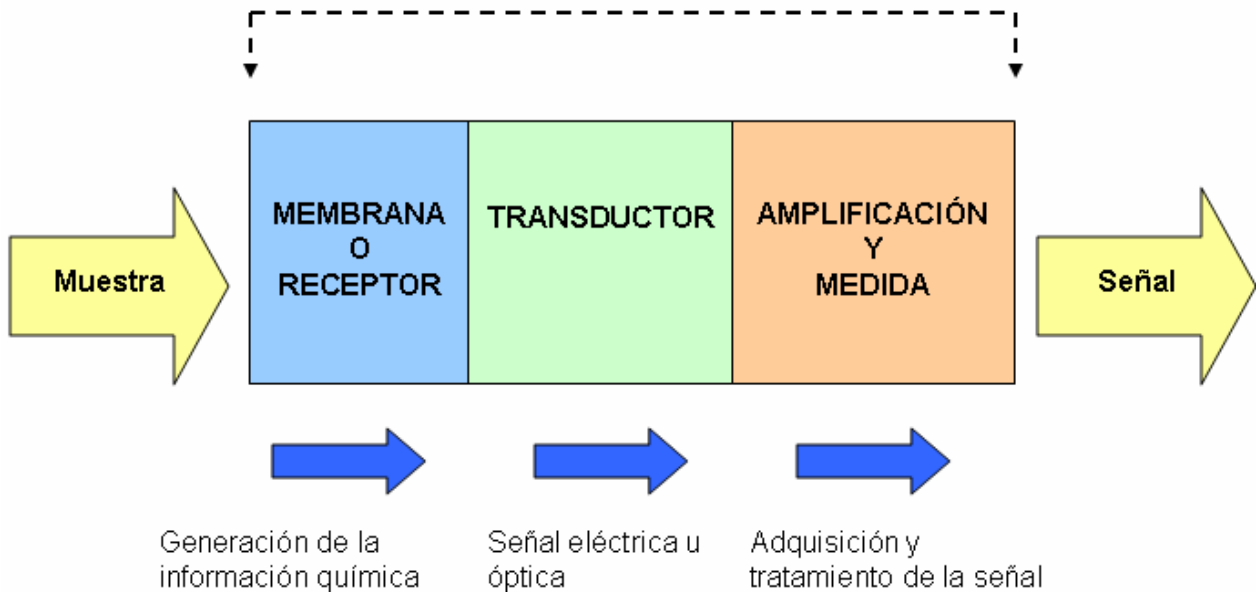 Muestra
MEMBRANA
O
RECEPTOR
TRANSDUCTOR
AMPLIFICACIÓN
Y
MEDIDA
Señal
Generación de la
información química
Señal eléctrica u
óptica
Adquisición y
tratamiento de la señal